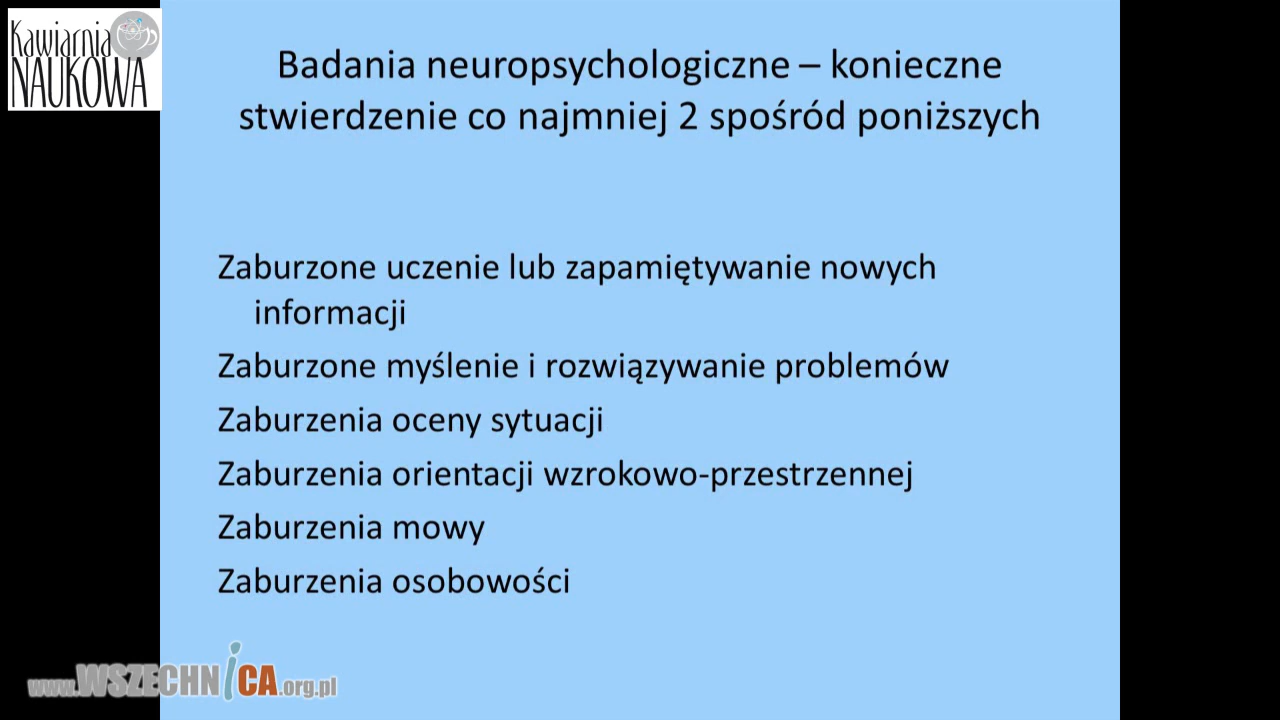 Kawiarnia
NAUKOWA
Badania neuropsychologiczne – konieczne
stwierdzenie co najmniej 2 spośród poniższych
Zaburzone uczenie lub zapamiętywanie nowych
informacji
Zaburzone myślenie i rozwiązywanie problemów
Zaburzenia oceny sytuacji
Zaburzenia orientacji wzrokowo-przestrzennej
Zaburzenia mowy
Zaburzenia osobowości
www.WSZECHNiCA.org.pl